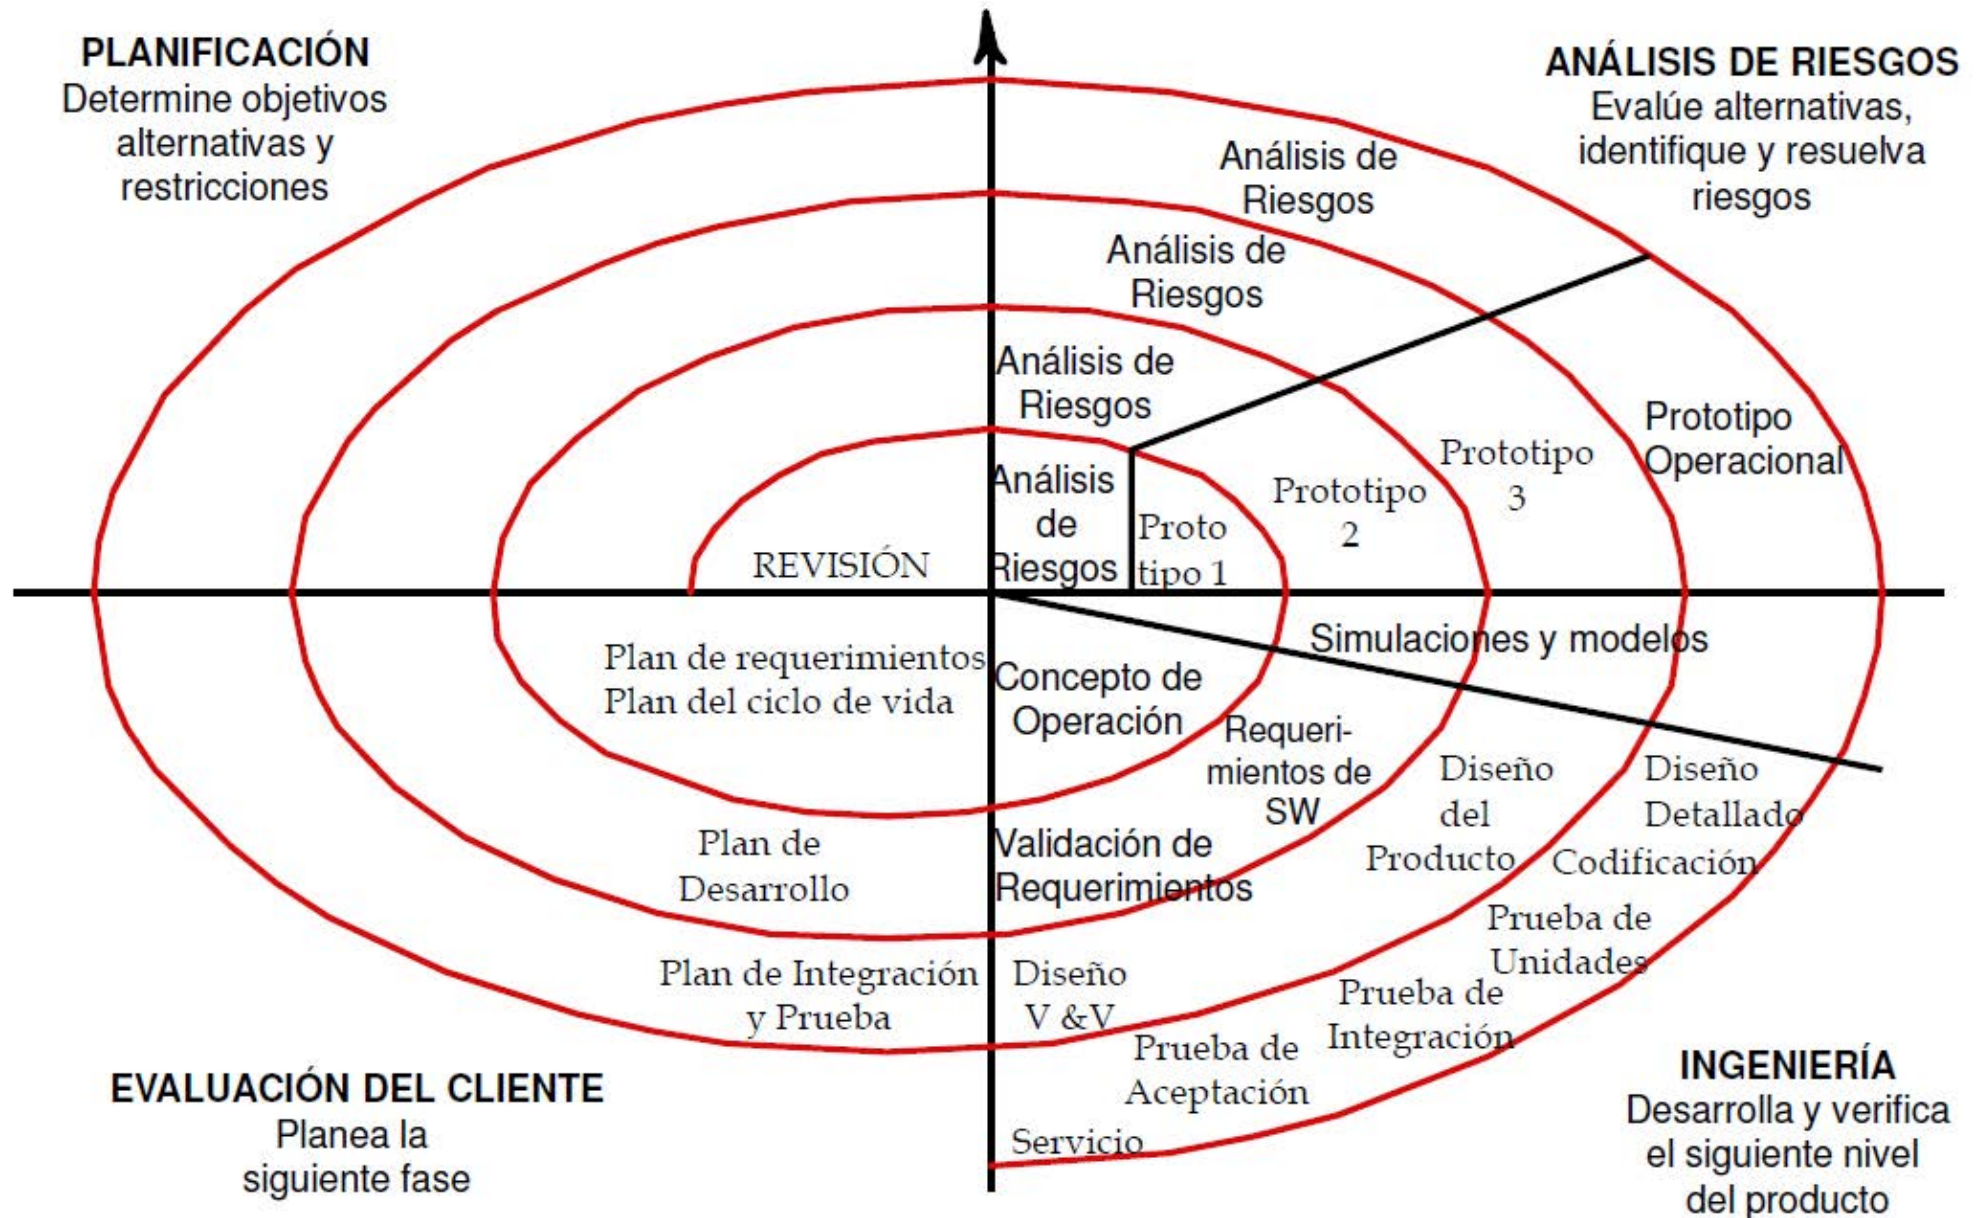 PLANIFICACIÓN
Determine objetivos
alternativas y
restricciones
ANÁLISIS DE RIESGOS
Evalúe alternativas,
identifique y resuelva
riesgos
Análisis de
Riesgos
Análisis de
Riesgos
Análisis de
Riesgos
Análisis
de
Riesgos
Proto
tipo 1
Prototipo
2
Prototipo
3
Prototipo
Operacional
REVISIÓN
Simulaciones y modelos
Plan de requerimientos
Plan del ciclo de vida
Concepto de
Operación
Requeri-
mientos de
SW
Diseño
del
Producto
Diseño
Detallado
Codificación
Plan de
Desarrollo
Validación de
Requerimientos
Prueba de
Unidades
Plan de Integración
y Prueba
Diseño
V &V
Prueba de
Integración
Prueba de
Aceptación
Servicio
EVALUACIÓN DEL CLIENTE
Planea la
siguiente fase
INGENIERÍA
Desarrolla y verifica
el siguiente nivel
del producto